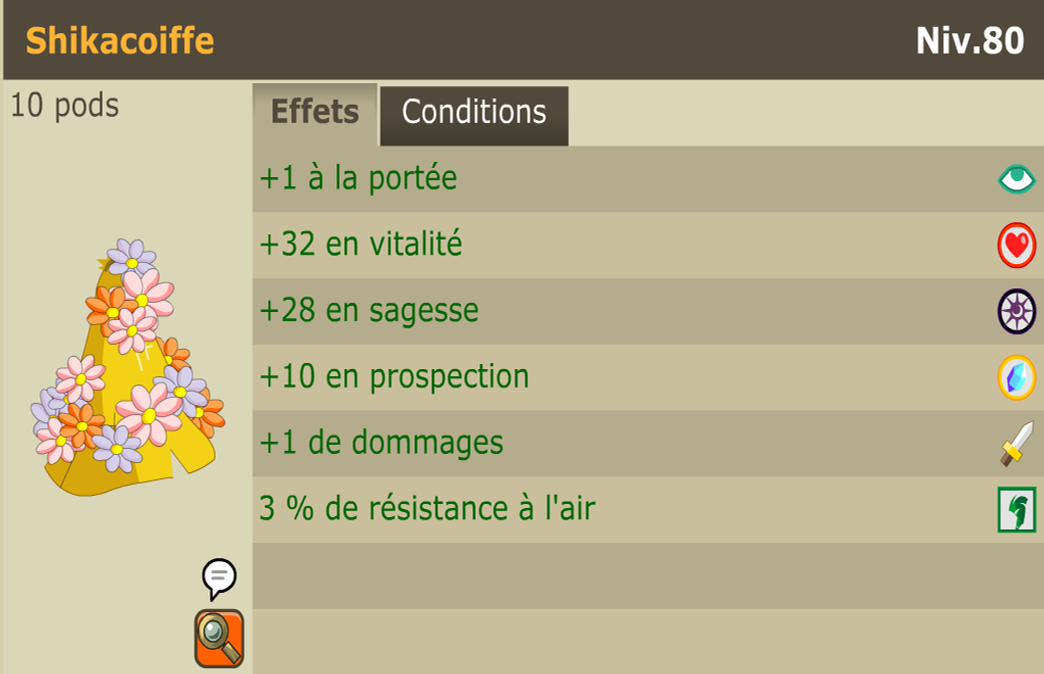 Shikacoiffe
Niv.80
10 pods
Effets
Conditions
+1 à la portée
+32 en vitalité
+28 en sagesse
+10 en prospection
+1 de dommages
3 % de résistance à l'air